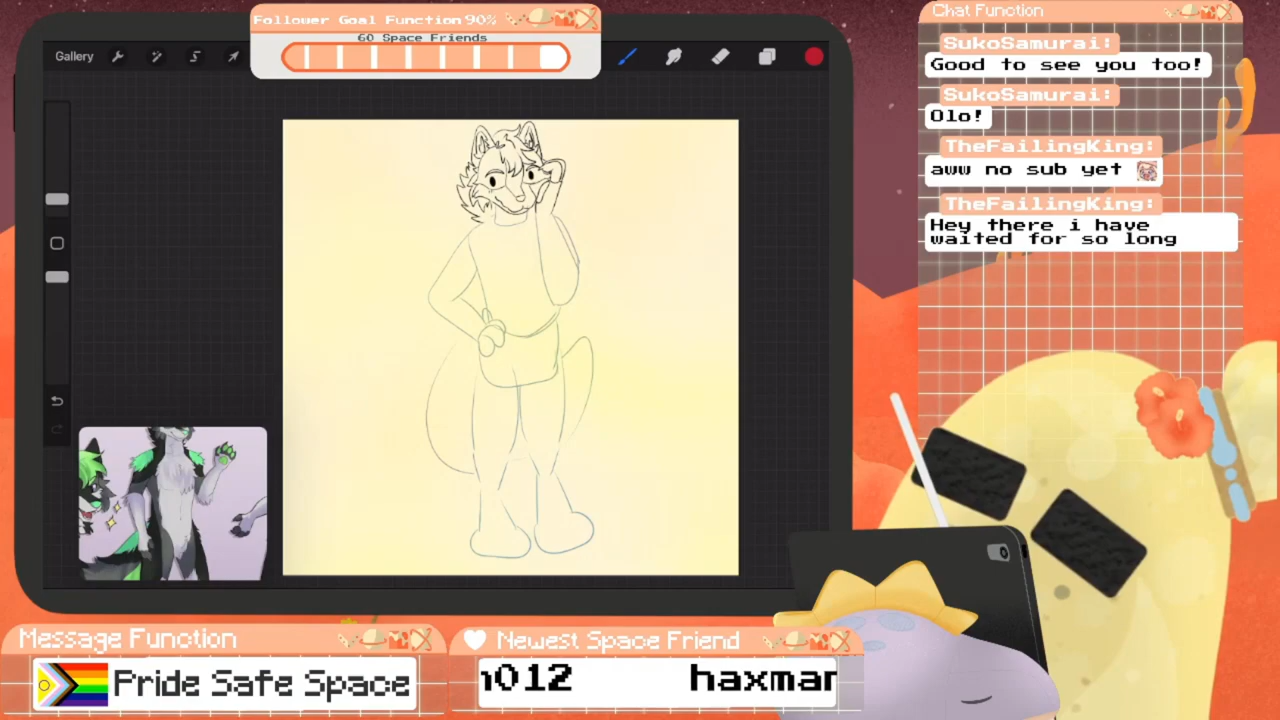 Follower Goal Function 90%
60 Space Friends
Gallery
Chat Function
SukoSamurai:
Good to see you too!
SukoSamurai:
Olo!
TheFailingKing:
aww no sub yet
TheFailingKing:
Hey there i have
waited for so long
Message Function
Pride Safe Space
Newest Space Friend
012 haxmar